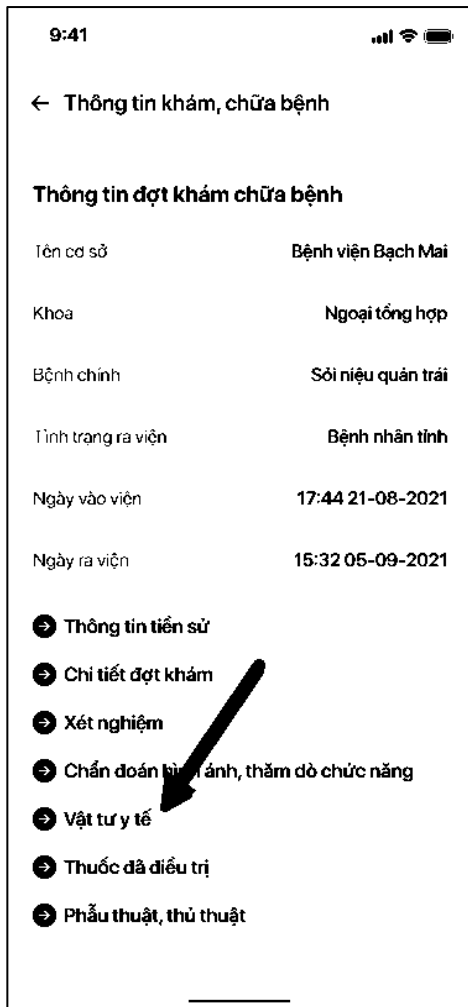 9:41
← Thông tin khám, chữa bệnh
Thông tin đợt khám chữa bệnh
Tên cơ sở Bệnh viện Bạch Mai
Khoa Ngoại tổng hợp
Bệnh chính Sỏi niệu quản trái
Tình trạng ra viện Bệnh nhân tỉnh
Ngày vào viện 17:44 21-08-2021
Ngày ra viện 15:32 05-09-2021
Thông tin tiền sử
Chi tiết đợt khám
Xét nghiệm
Chẩn đoán hình ảnh, thăm dò chức năng
Vật tư y tế
Thuốc đã điều trị
Phẫu thuật, thủ thuật